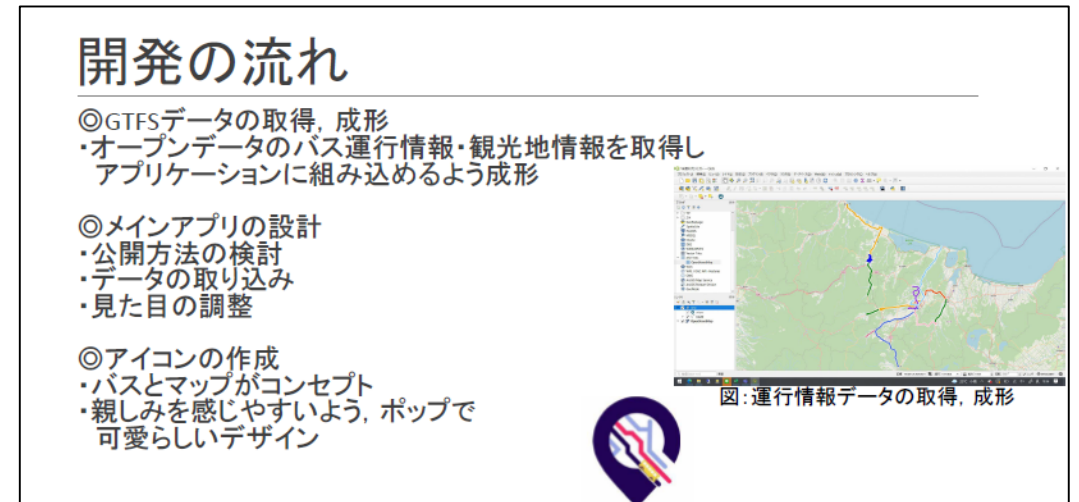 開発の流れ
◎GTFSデータの取得，成形
・オープンデータのバス運行情報・観光地情報を取得し
アプリケーションに組み込めるよう成形
◎メインアプリの設計
・公開方法の検討
・データの取り込み
・見た目の調整
◎アイコンの作成
・バスとマップがコンセプト
・親しみを感じやすいよう，ポップで
可愛らしいデザイン
図：運行情報データの取得，成形